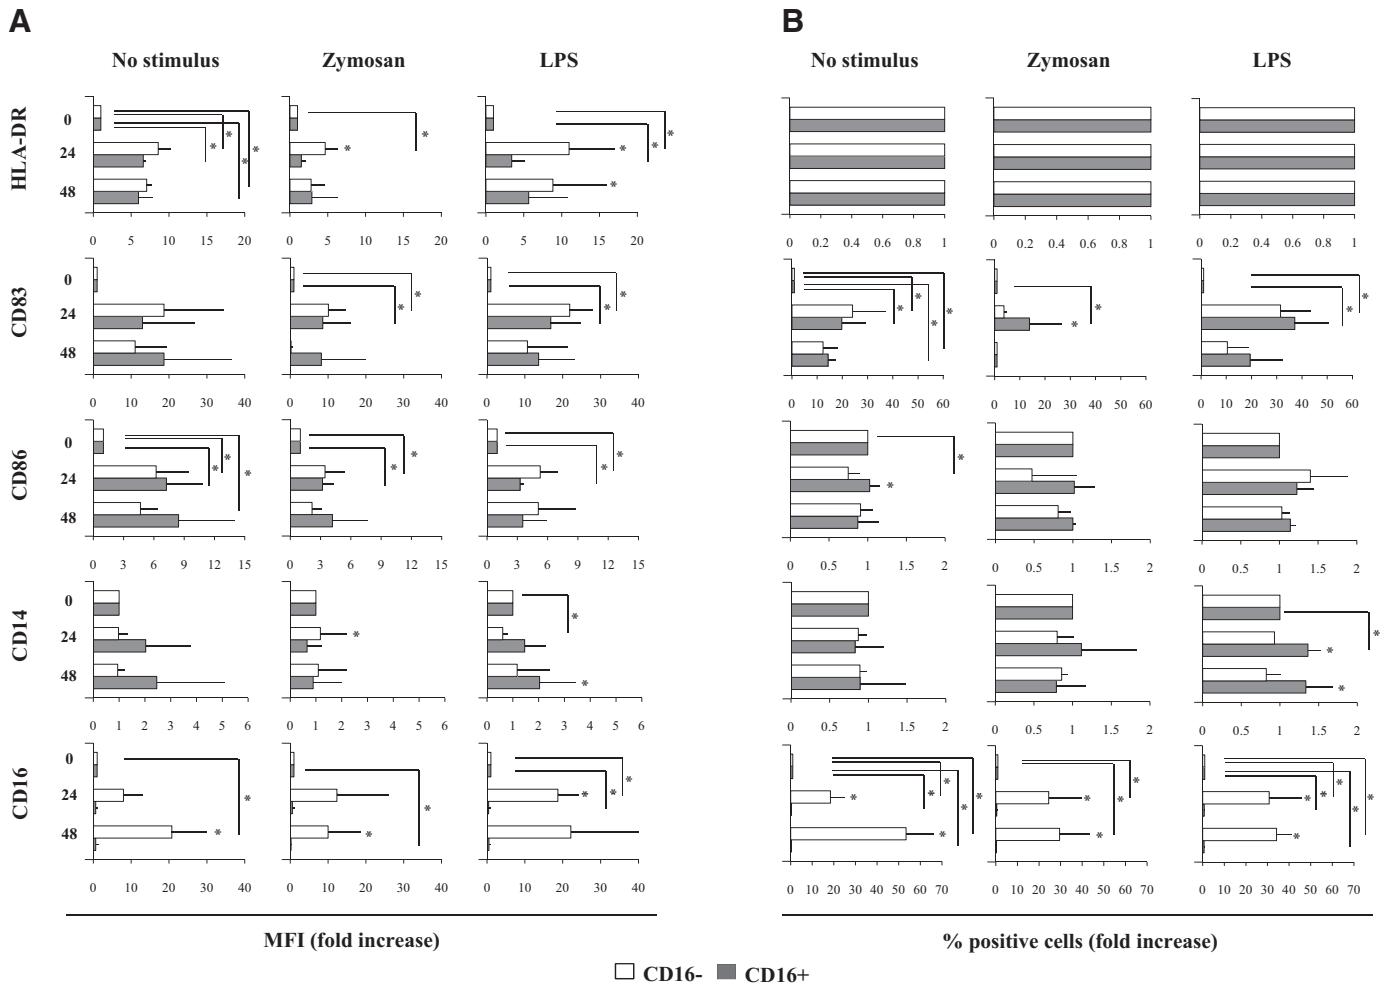 A B
No stimulus Zymosan LPS No stimulus Zymosan LPS
HLA-DR
0
* * * * * * * *
24
* *
48
*
0 5 10 15 20 0 5 10 15 20 0 5 10 15 20 0 0.2 0.4 0.6 0.8 1 0 0.2 0.4 0.6 0.8 1 0 0.2 0.4 0.6 0.8 1
CD83
0
* * * * * * * * * * *
24
*
48
0 10 20 30 40 0 10 20 30 40 0 10 20 30 40 0 10 20 30 40 50 60 0 10 20 30 40 50 60 0 10 20 30 40 50 60
CD86
0
* * * * * * * *
24
*
48
0 3 6 9 12 15 0 3 6 9 12 15 0 3 6 9 12 15 0 0.5 1 1.5 2 0 0.5 1 1.5 2 0 0.5 1 1.5 2
CD14
0
* *
24
* *
48
* *
0 1 2 3 4 5 6 0 1 2 3 4 5 6 0 1 2 3 4 5 6 0 0.5 1 1.5 2 0 0.5 1 1.5 2 0 0.5 1 1.5 2
CD16
0
* * * * * * * * * * * * * *
24
* * * *
48
* * * *
0 10 20 30 40 0 10 20 30 40 0 10 20 30 40 0 10 20 30 40 50 60 70 0 10 20 30 40 50 60 70 0 10 20 30 40 50 60 70
MFI (fold increase) % positive cells (fold increase)
CD16- CD16+